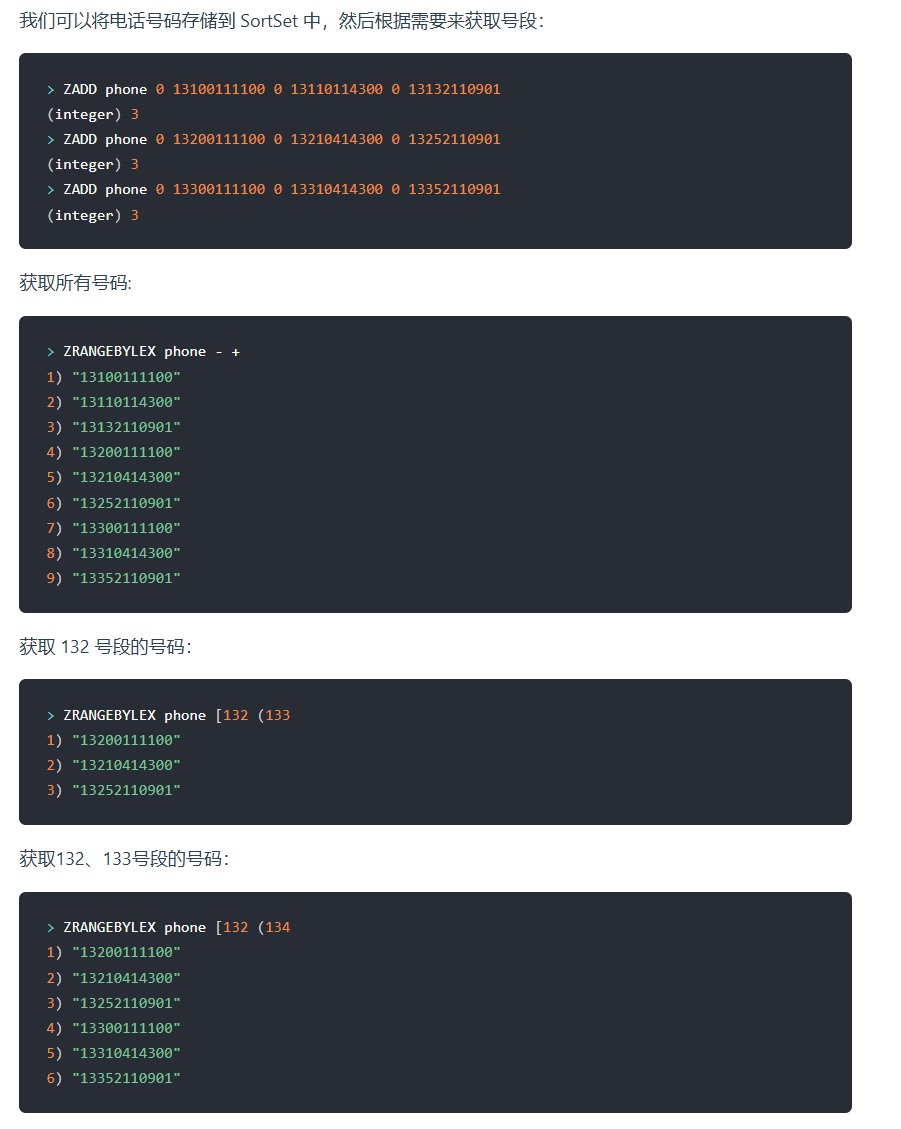 我们可以将电话号码存储到 SortSet 中，然后根据需要来获取号段：
> ZADD phone 0 13100111100 0 13110114300 0 13132110901
(integer) 3
> ZADD phone 0 13200111100 0 13210414300 0 13252110901
(integer) 3
> ZADD phone 0 13300111100 0 13310414300 0 13352110901
(integer) 3
获取所有号码:
> ZRANGEBYLEX phone - +
1) "13100111100"
2) "13110114300"
3) "13132110901"
4) "13200111100"
5) "13210414300"
6) "13252110901"
7) "13300111100"
8) "13310414300"
9) "13352110901"
获取 132 号段的号码：
> ZRANGEBYLEX phone [132 (133
1) "13200111100"
2) "13210414300"
3) "13252110901"
获取132、133号段的号码：
> ZRANGEBYLEX phone [132 (134
1) "13200111100"
2) "13210414300"
3) "13252110901"
4) "13300111100"
5) "13310414300"
6) "13352110901"